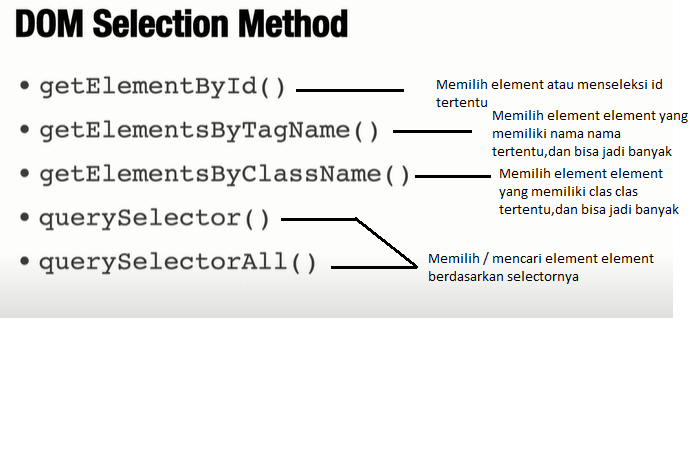 DOM Selection Method
• getElementById()
Memilih element atau menseleksi id
tertentu
• getElementsByTagName()
Memilih element element yang
memiliki nama nama
tertentu,dan bisa jadi banyak
• getElementsByClassName()
Memilih element element
yang memiliki clas clas
tertentu,dan bisa jadi banyak
• querySelector()
• querySelectorAll()
Memilih / mencari element element
berdasarkan selectornya